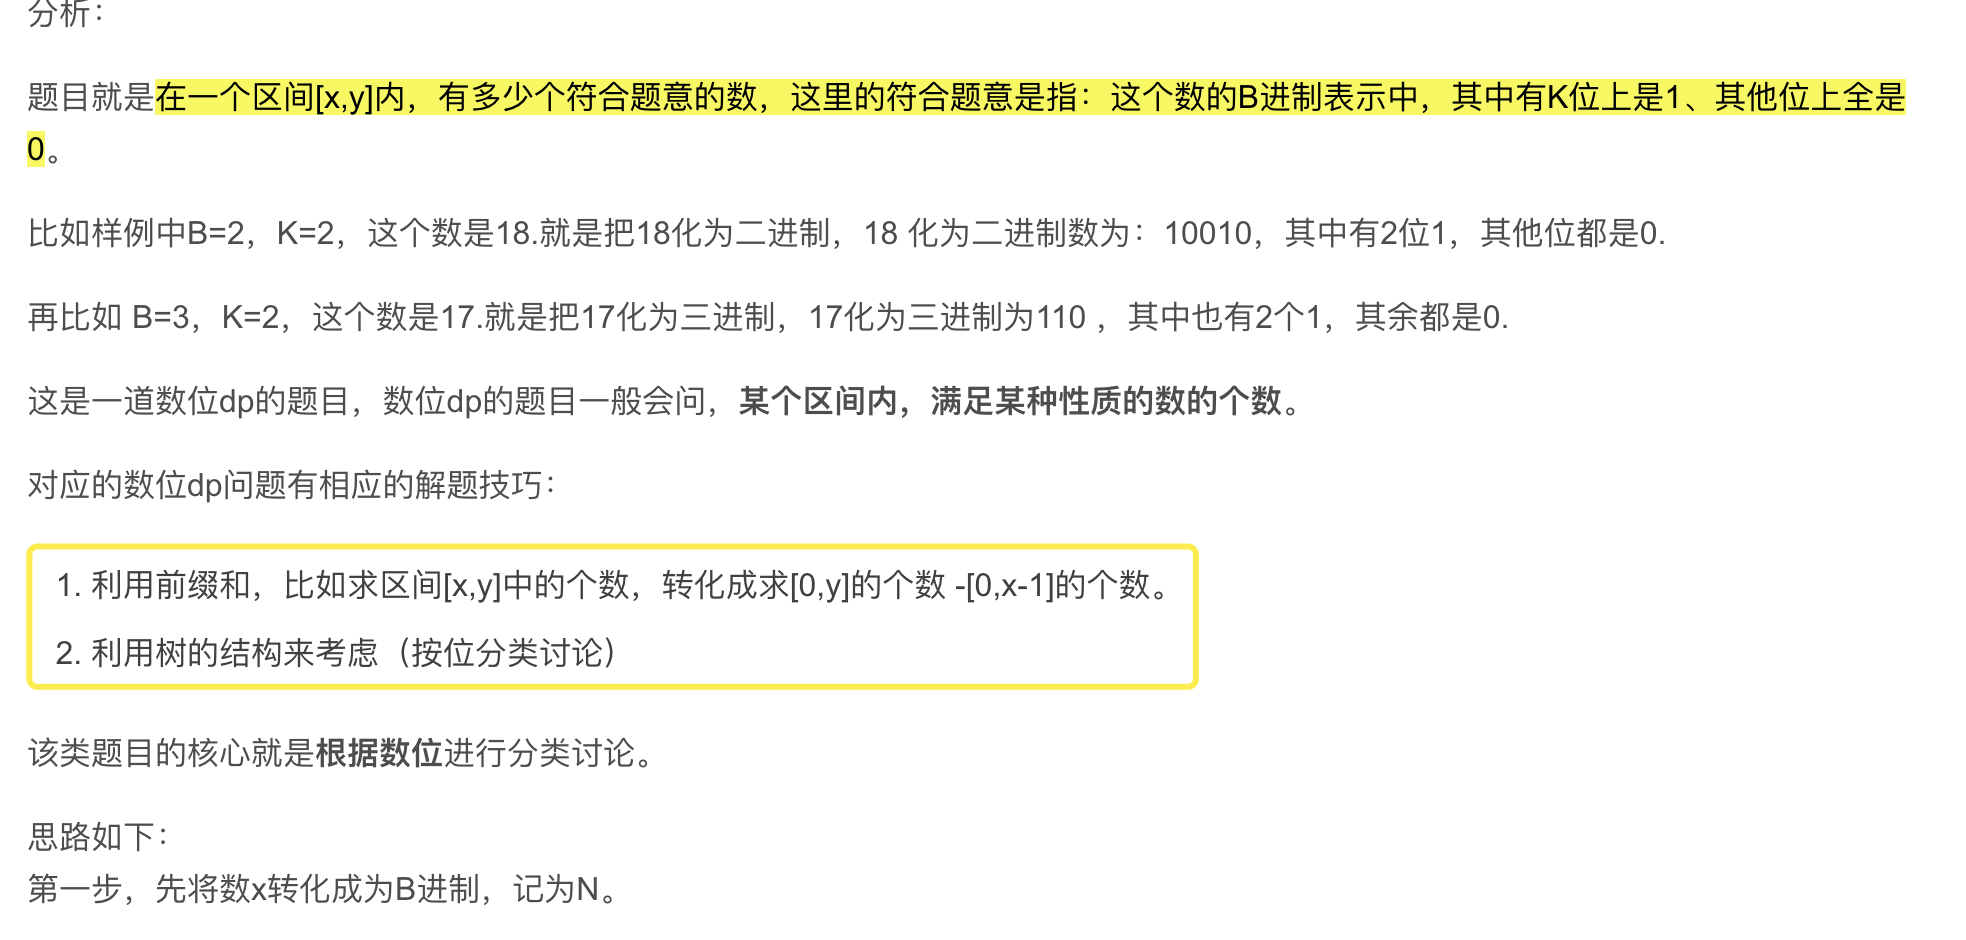 分析：
题目就是在一个区间[x,y]内，有多少个符合题意的数，这里的符合题意是指：这个数的B进制表示中，其中有K位上是1、其他位上全是
0。
比如样例中B=2，K=2，这个数是18.就是把18化为二进制，18 化为二进制数为：10010，其中有2位1，其他位都是0.
再比如 B=3，K=2，这个数是17.就是把17化为三进制，17化为三进制为110 ，其中也有2个1，其余都是0.
这是一道数位dp的题目，数位dp的题目一般会问，某个区间内，满足某种性质的数的个数。
对应的数位dp问题有相应的解题技巧：
1. 利用前缀和，比如求区间[x,y]中的个数，转化成求[0,y]的个数 -[0,x-1]的个数。
2. 利用树的结构来考虑（按位分类讨论）
该类题目的核心就是根据数位进行分类讨论。
思路如下：
第一步，先将数x转化成为B进制，记为N。